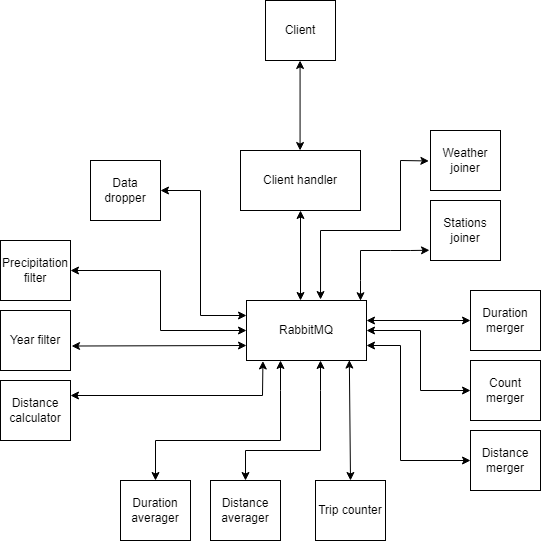 Client
Client handler
Weather
joiner
Data
dropper
Stations
joiner
Precipitation
filter
RabbitMQ
Duration
merger
Year filter
Count
merger
Distance
calculator
Distance
merger
Duration
averager
Distance
averager
Trip counter